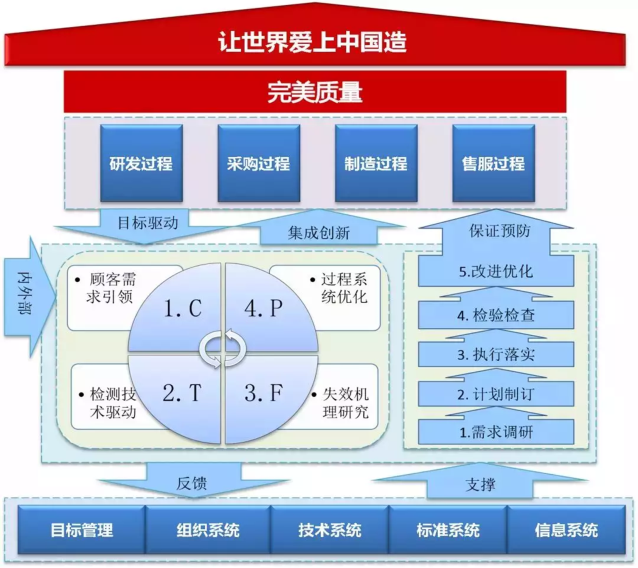 让世界爱上中国造
完美质量
研发过程
采购过程
制造过程
售服过程
目标驱动
集成创新
保证预防
内外部
• 顾客需
求引领
1.C
4.P
• 过程系
统优化
• 检测技
术驱动
2.T
3.F
• 失效机
理研究
5.改进优化
4. 检验检查
3. 执行落实
2. 计划制订
1.需求调研
反馈
支撑
目标管理
组织系统
技术系统
标准系统
信息系统